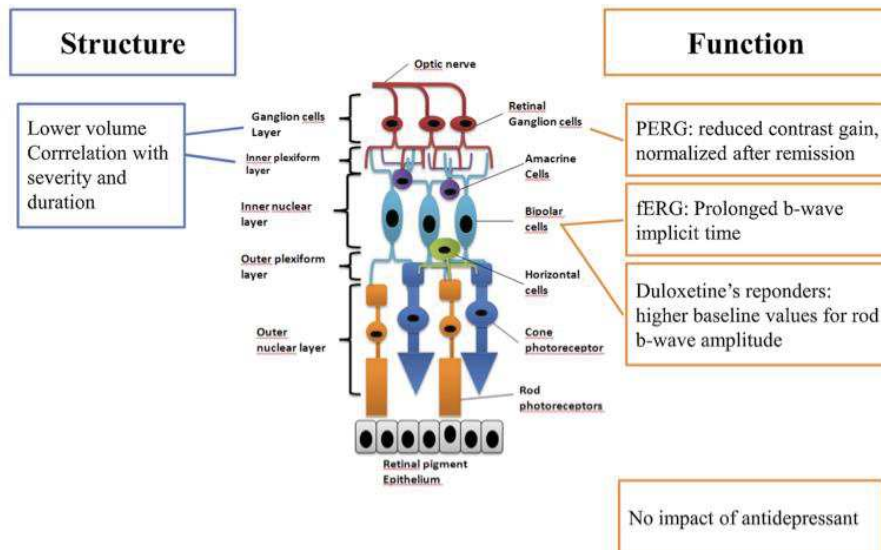 Structure
Function
Optic nerve
Ganglion cells
Layer
Inner plexiform
layer
Inner nuclear
layer
Outer plexiform
layer
Outer
nuclear layer
Retinal
Ganglion cells
Amacrine
Cells
Bipolar
cells
Horizontal
cells
Cone
photoreceptor
Rod
photoreceptors
Retinal pigment
Epithelium
Lower volume
Corrrelation with
severity and
duration
PERG: reduced contrast gain,
normalized after remission
fERG: Prolonged b-wave
implicit time
Duloxetine’s reponders:
higher baseline values for rod
b-wave amplitude
No impact of antidepressant